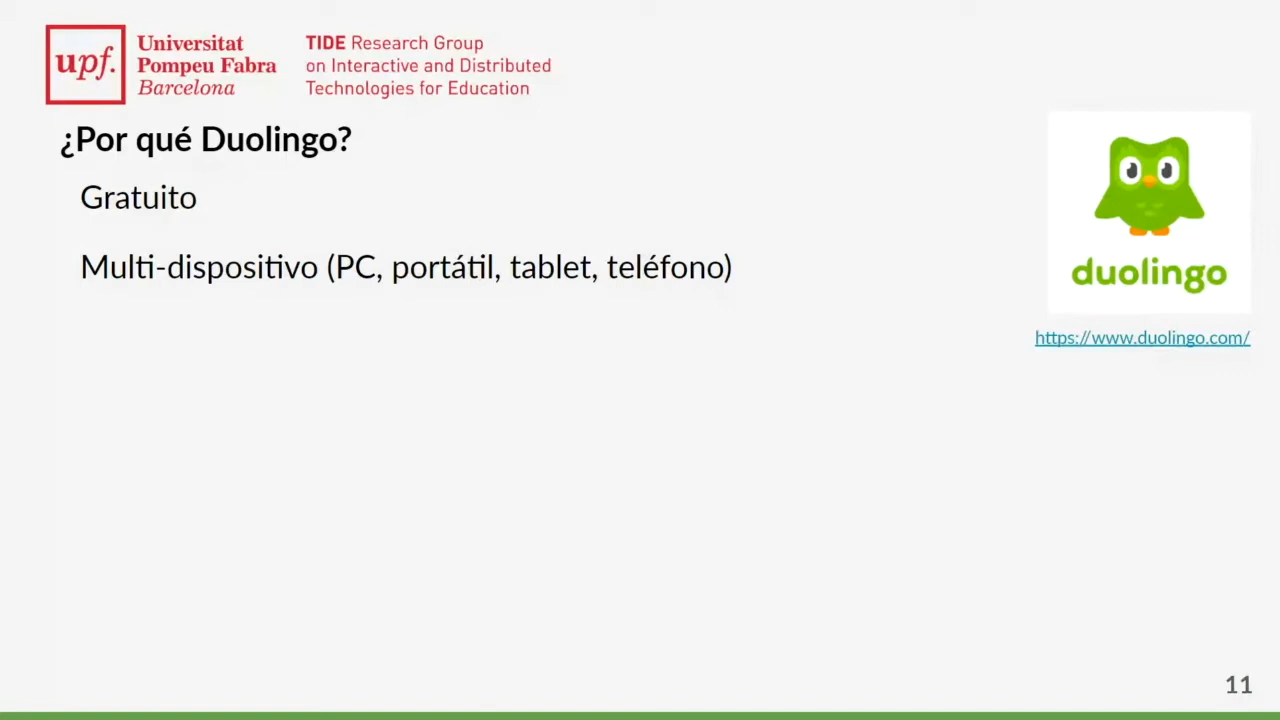 upf.
Universitat
Pompeu Fabra
Barcelona
TIDE Research Group
on Interactive and Distributed
Technologies for Education
¿Por qué Duolingo?
Gratuito
Multi-dispositivo (PC, portátil, tablet, teléfono)
duolingo
https://www.duolingo.com/
11